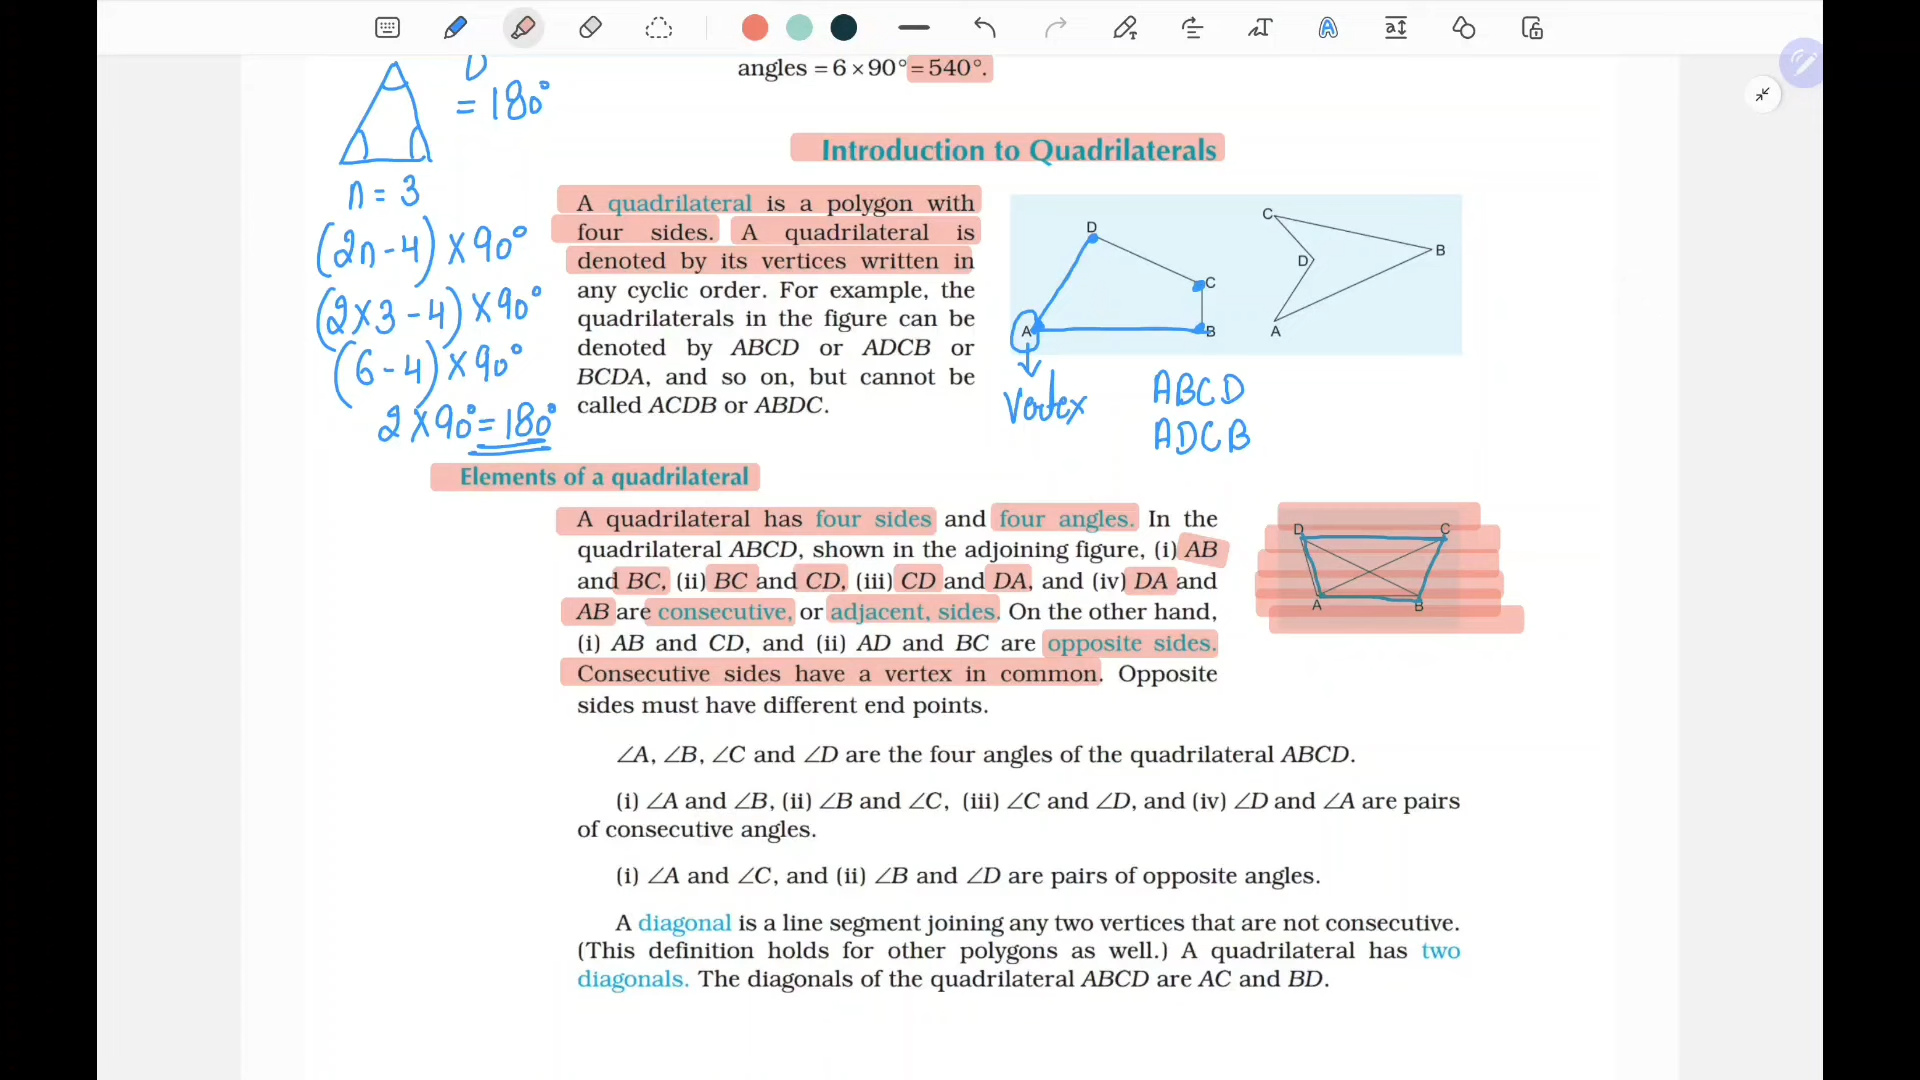 D
= 180°
angles = 6 × 90° = 540°.
n = 3
(2n-4) × 90°
(2×3-4) × 90°
(6-4) × 90°
2 × 90° = 180°
Introduction to Quadrilaterals
A quadrilateral is a polygon with
four sides. A quadrilateral is
denoted by its vertices written in
any cyclic order. For example, the
quadrilaterals in the figure can be
denoted by ABCD or ADCB or
BCDA, and so on, but cannot be
called ACDB or ABDC.
D
C
A
B
C
B
D
A
Vertex
ABCD
ADCB
Elements of a quadrilateral
A quadrilateral has four sides and four angles. In the
quadrilateral ABCD, shown in the adjoining figure, (i) AB
and BC, (ii) BC and CD, (iii) CD and DA, and (iv) DA and
AB are consecutive, or adjacent, sides. On the other hand,
(i) AB and CD, and (ii) AD and BC are opposite sides.
Consecutive sides have a vertex in common. Opposite
sides must have different end points.
D
C
A
B
∠A, ∠B, ∠C and ∠D are the four angles of the quadrilateral ABCD.
(i) ∠A and ∠B, (ii) ∠B and ∠C, (iii) ∠C and ∠D, and (iv) ∠D and ∠A are pairs
of consecutive angles.
(i) ∠A and ∠C, and (ii) ∠B and ∠D are pairs of opposite angles.
A diagonal is a line segment joining any two vertices that are not consecutive.
(This definition holds for other polygons as well.) A quadrilateral has two
diagonals. The diagonals of the quadrilateral ABCD are AC and BD.